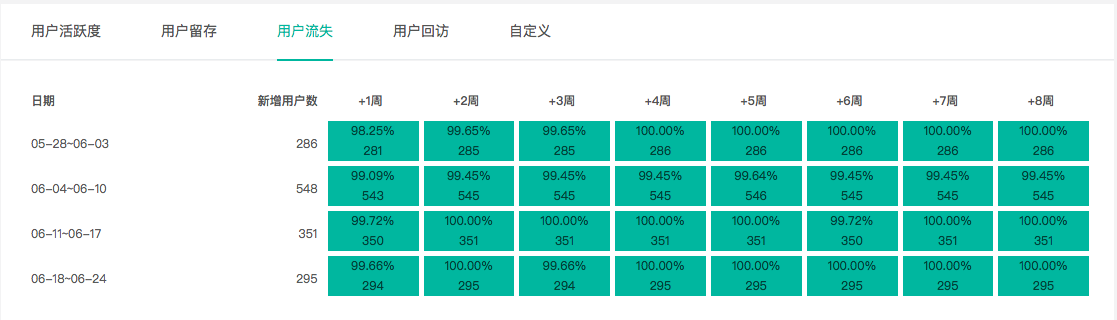 用户活跃度 用户留存 用户流失 用户回访 自定义
日期 新增用户数 +1周 +2周 +3周 +4周 +5周 +6周 +7周 +8周
98.25% 99.65% 99.65% 100.00% 100.00% 100.00% 100.00% 100.00%
05-28~06-03 286 281 285 285 286 286 286 286 286
99.09% 99.45% 99.45% 99.45% 99.64% 99.45% 99.45% 99.45%
06-04~06-10 548 543 545 545 545 546 545 545 545
99.72% 100.00% 100.00% 100.00% 100.00% 99.72% 100.00% 100.00%
06-11~06-17 351 350 351 351 351 351 350 351 351
99.66% 100.00% 99.66% 100.00% 100.00% 100.00% 100.00% 100.00%
06-18~06-24 295 294 295 294 295 295 295 295 295